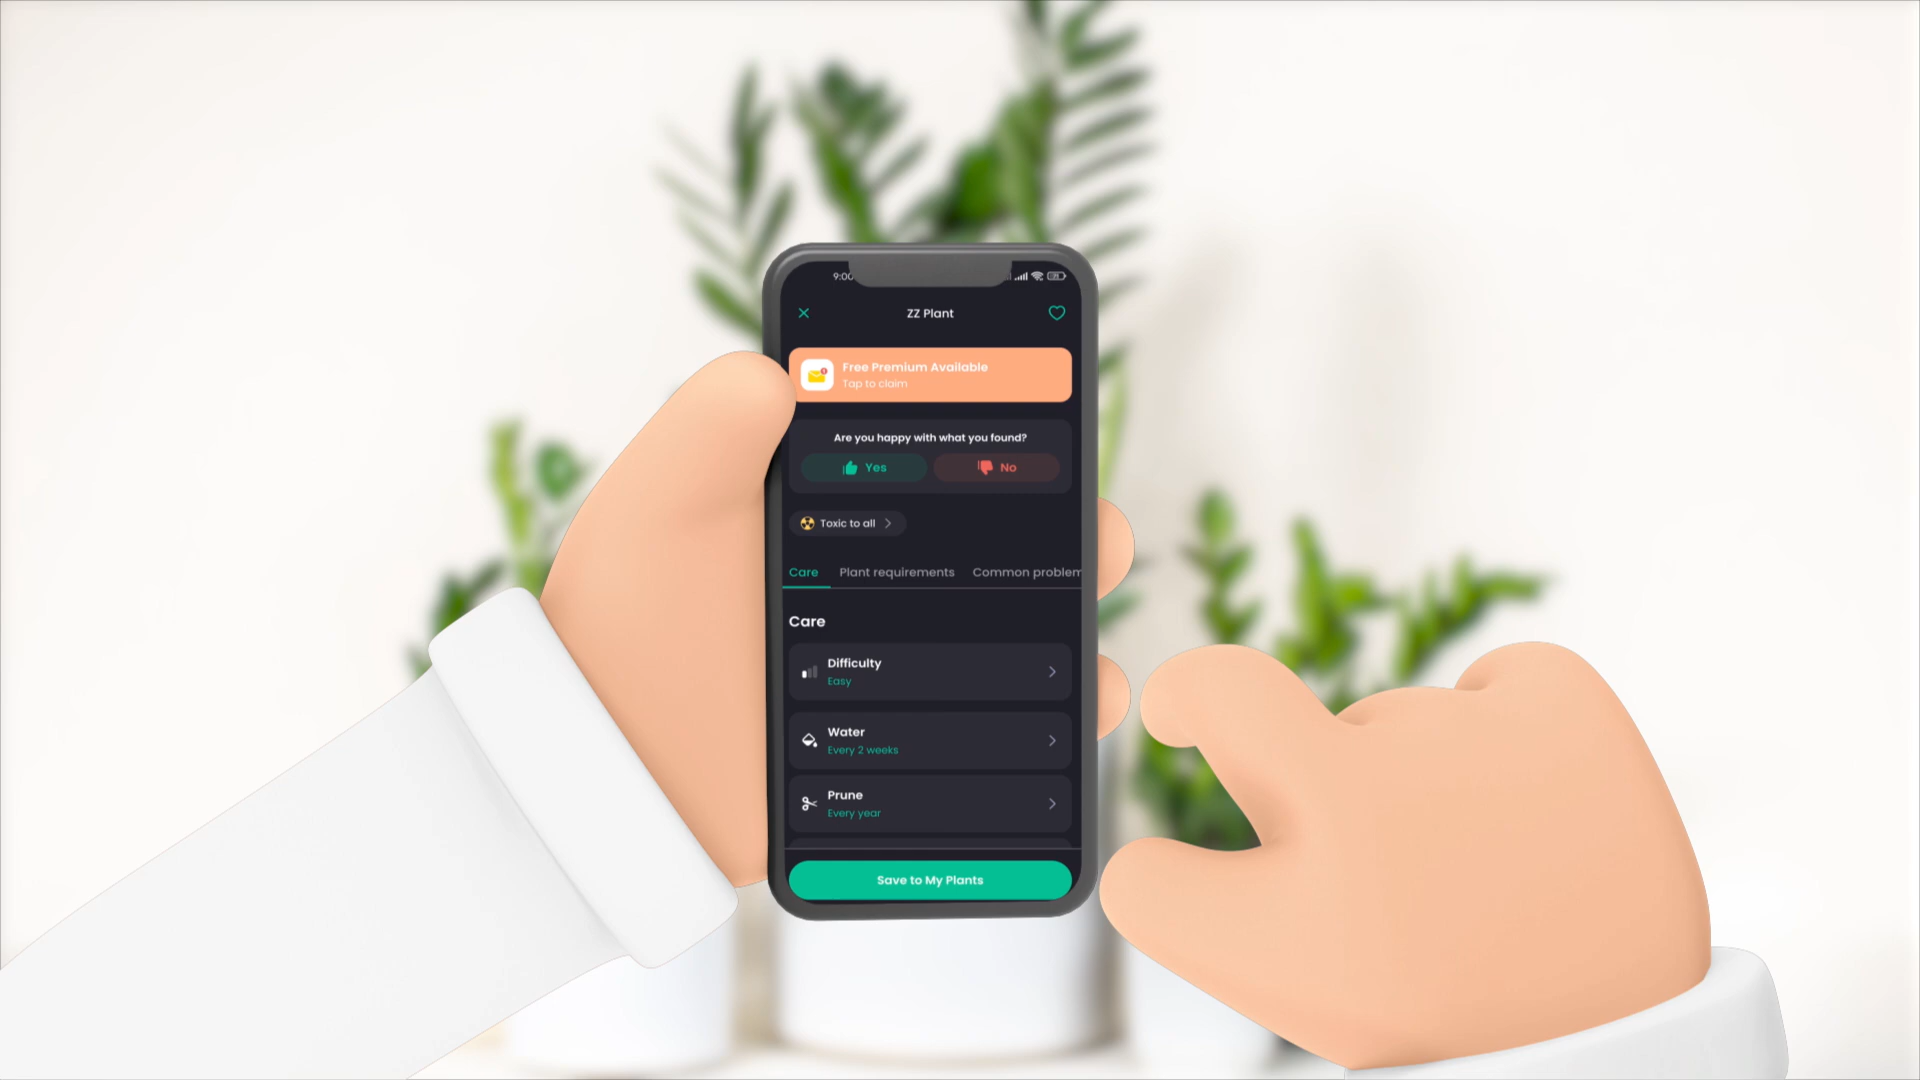 9:00
ZZ Plant
Free Premium Available
Tap to claim
Are you happy with what you found?
Yes
No
Toxic to all
Care
Plant requirements
Common problem
Care
Difficulty
Easy
Water
Every 2 weeks
Prune
Every year
Save to My Plants